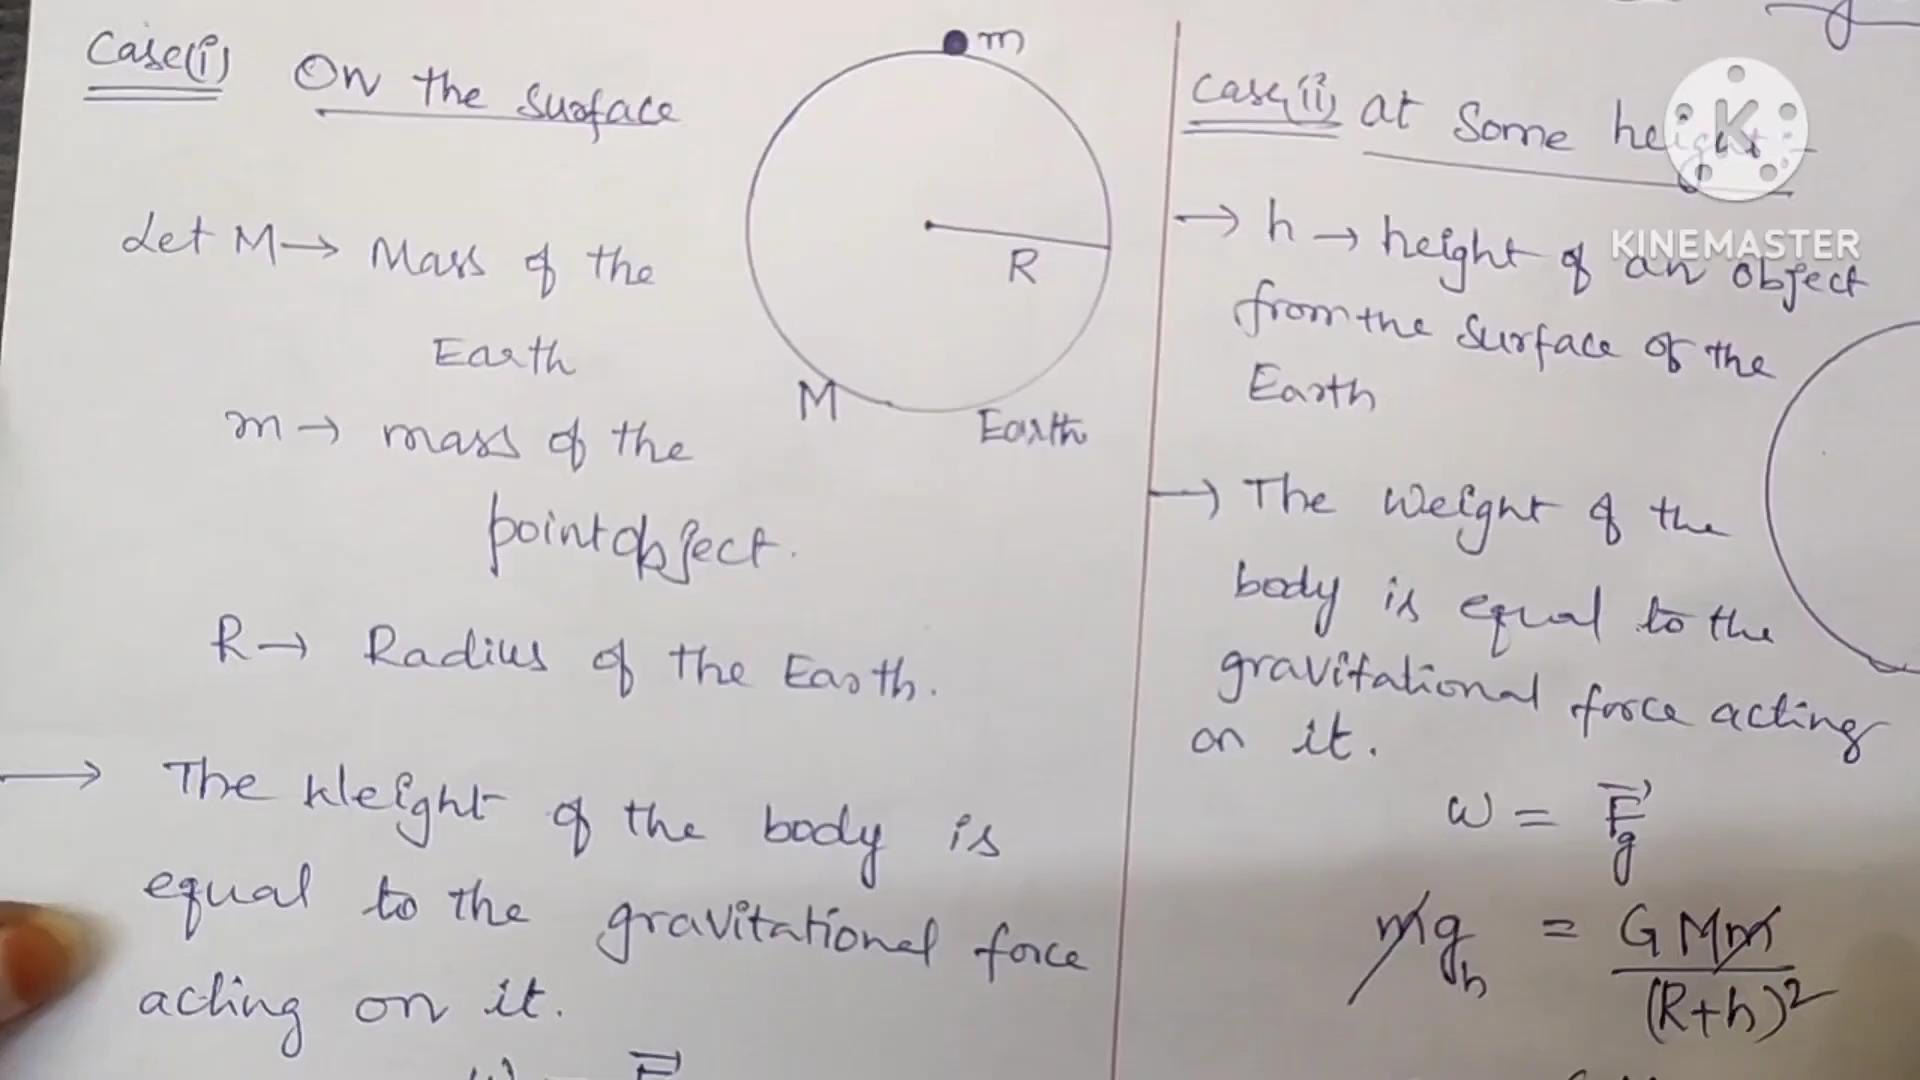 Case(i) On the surface
m
R
M
Earth
Let M → Mass of the
Earth
m → mass of the
point object.
R → Radius of the Earth.
→ The Weight of the body is
equal to the gravitational force
acting on it.
Case(ii) at some height
→ h → height of an object
from the surface of the
Earth
→ The weight of the
body is equal to the
gravitational force acting
on it.
w = F⃗g
mg_h = GMm
(R+h)²
KINEMASTER